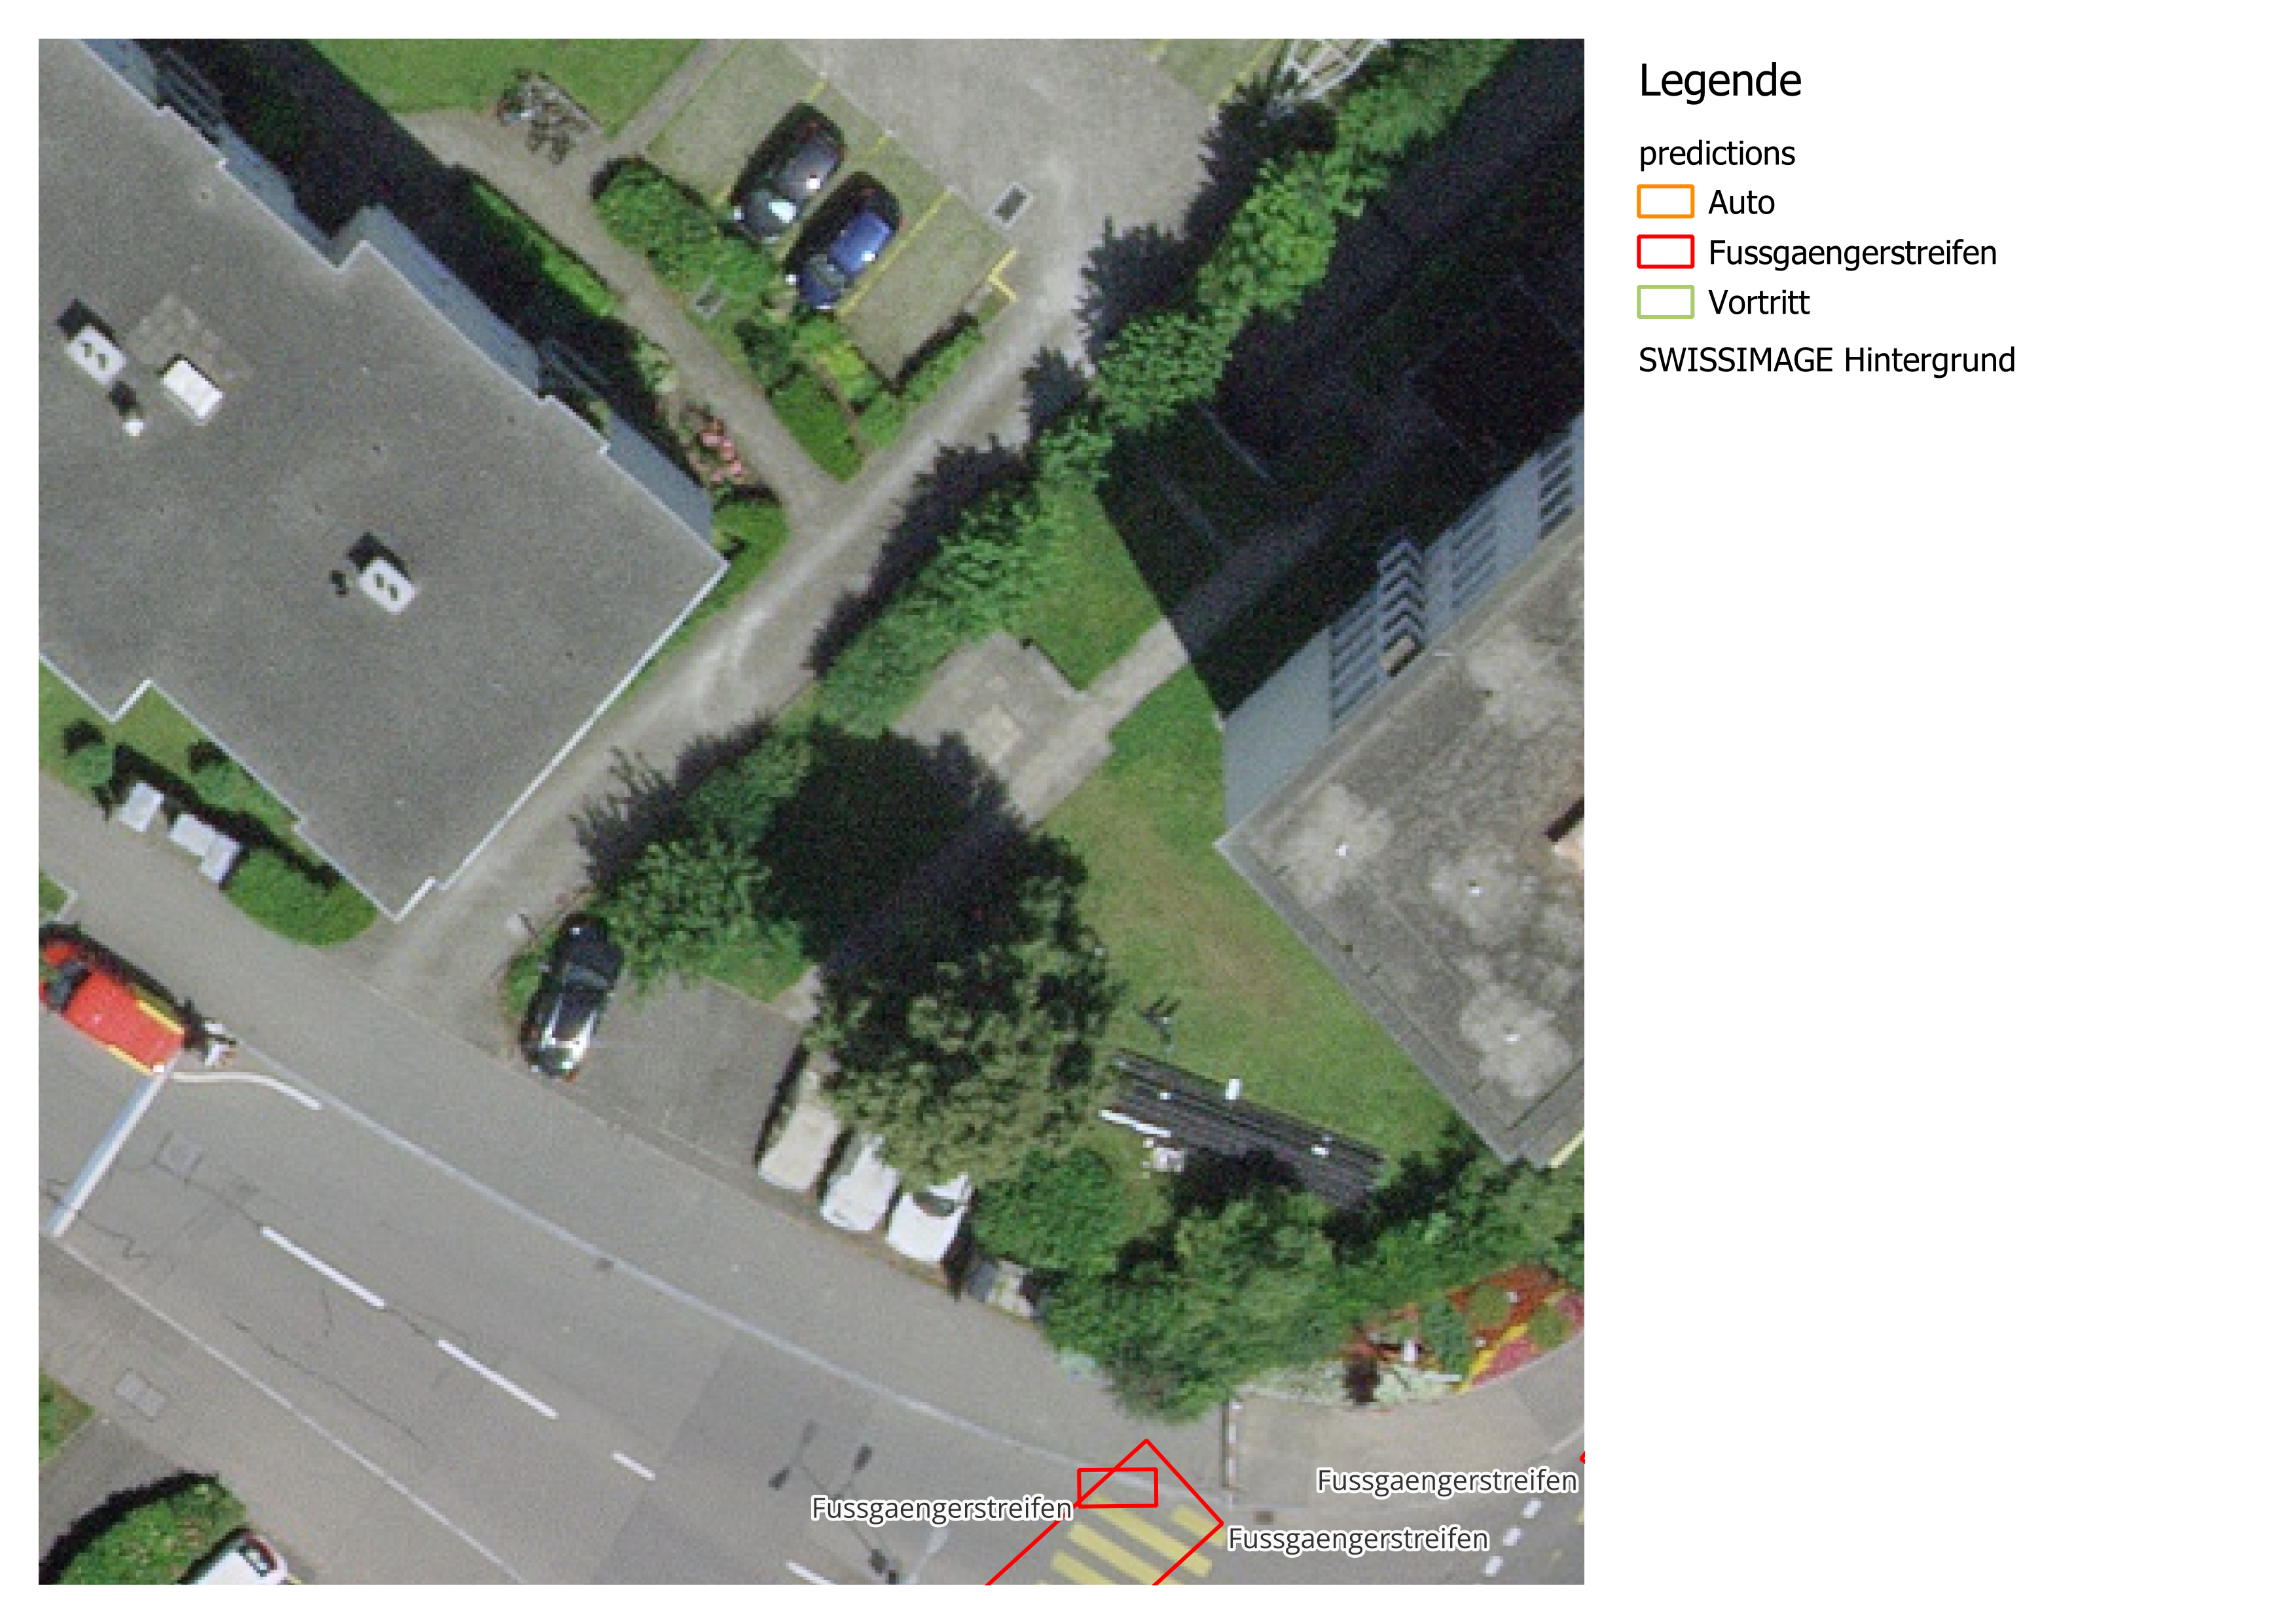 Legende
predictions
Auto
Fussgaengerstreifen
Vortritt
SWISSIMAGE Hintergrund
Fussgaengerstreifen
Fussgaengerstreifen
Fussgaengerstreifen